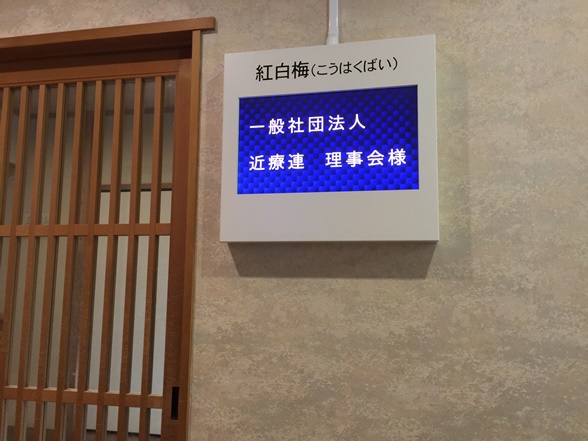 紅白梅(こうはくばい)
一般社団法人
近療連　理事会様